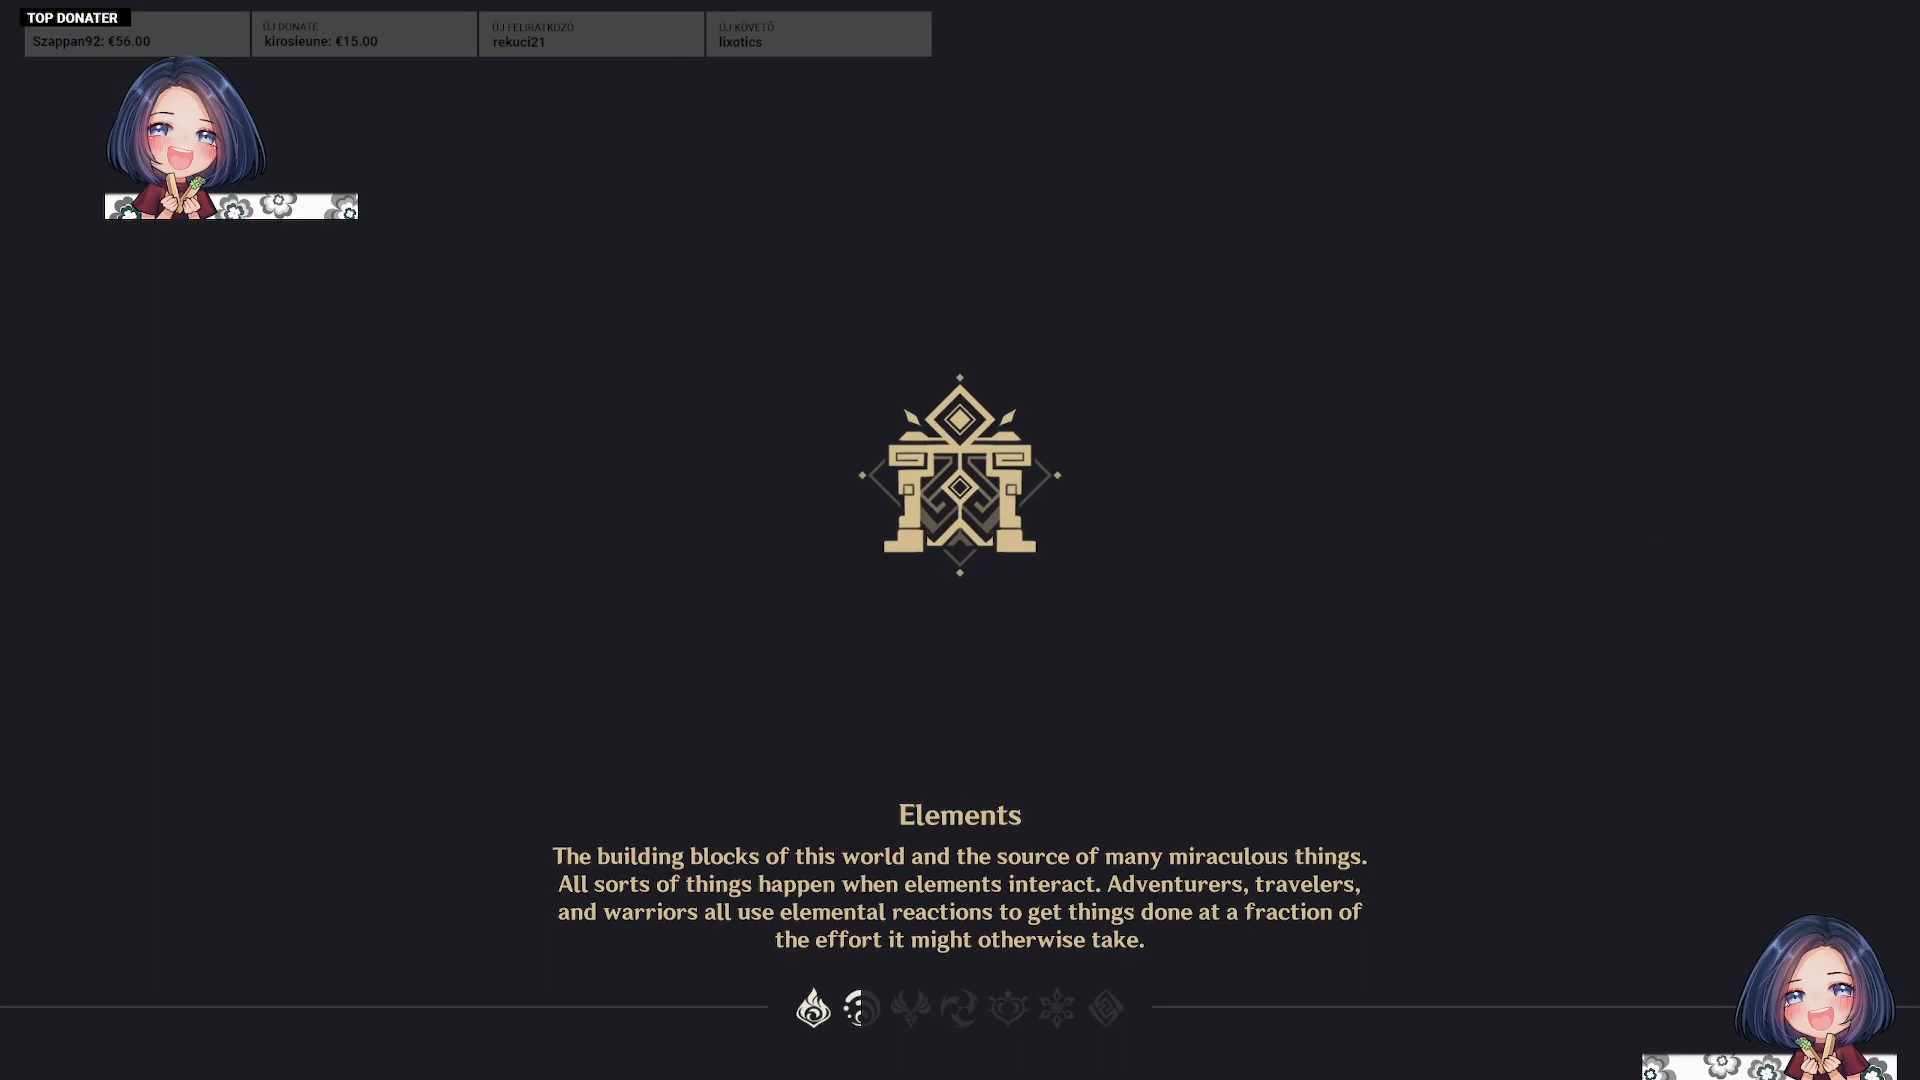 TOP DONATER
Szappan92: €56.00
ÚJ DONATE
kirosieune: €15.00
ÚJ FELIRATKOZÓ
rekuci21
ÚJ KÖVETŐ
lixotics
Elements
The building blocks of this world and the source of many miraculous things.
All sorts of things happen when elements interact. Adventurers, travelers,
and warriors all use elemental reactions to get things done at a fraction of
the effort it might otherwise take.